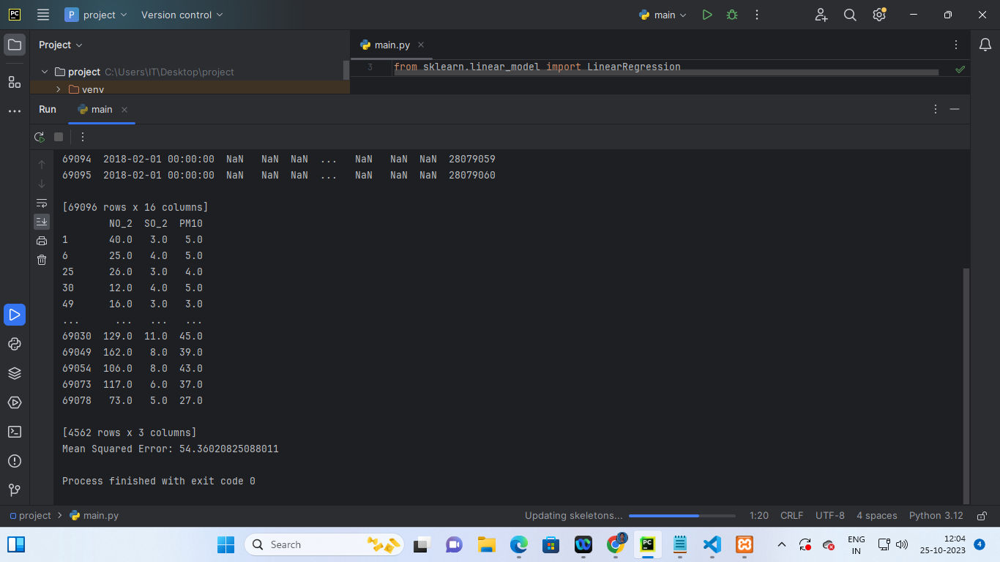 PC P project Version control main
Project main.py
project C:\Users\IT\Desktop\project 3 from sklearn.linear_model import LinearRegression
venv
Run main
69094  2018-02-01 00:00:00  NaN   NaN  NaN  ...   NaN   NaN  NaN  28079059
69095  2018-02-01 00:00:00  NaN   NaN  NaN  ...   NaN   NaN  NaN  28079060
[69096 rows x 16 columns]
        NO_2  SO_2  PM10
1       40.0   3.0   5.0
6       25.0   4.0   5.0
25      26.0   3.0   4.0
30      12.0   4.0   5.0
49      16.0   3.0   3.0
...      ...   ...   ...
69030  129.0  11.0  45.0
69049  162.0   8.0  39.0
69054  106.0   8.0  43.0
69073  117.0   6.0  37.0
69078   73.0   5.0  27.0
[4562 rows x 3 columns]
Mean Squared Error: 54.36020825088011
Process finished with exit code 0
project main.py Updating skeletons... 1:20 CRLF UTF-8 4 spaces Python 3.12
Search PC ENG 12:04
IN 25-10-2023 4